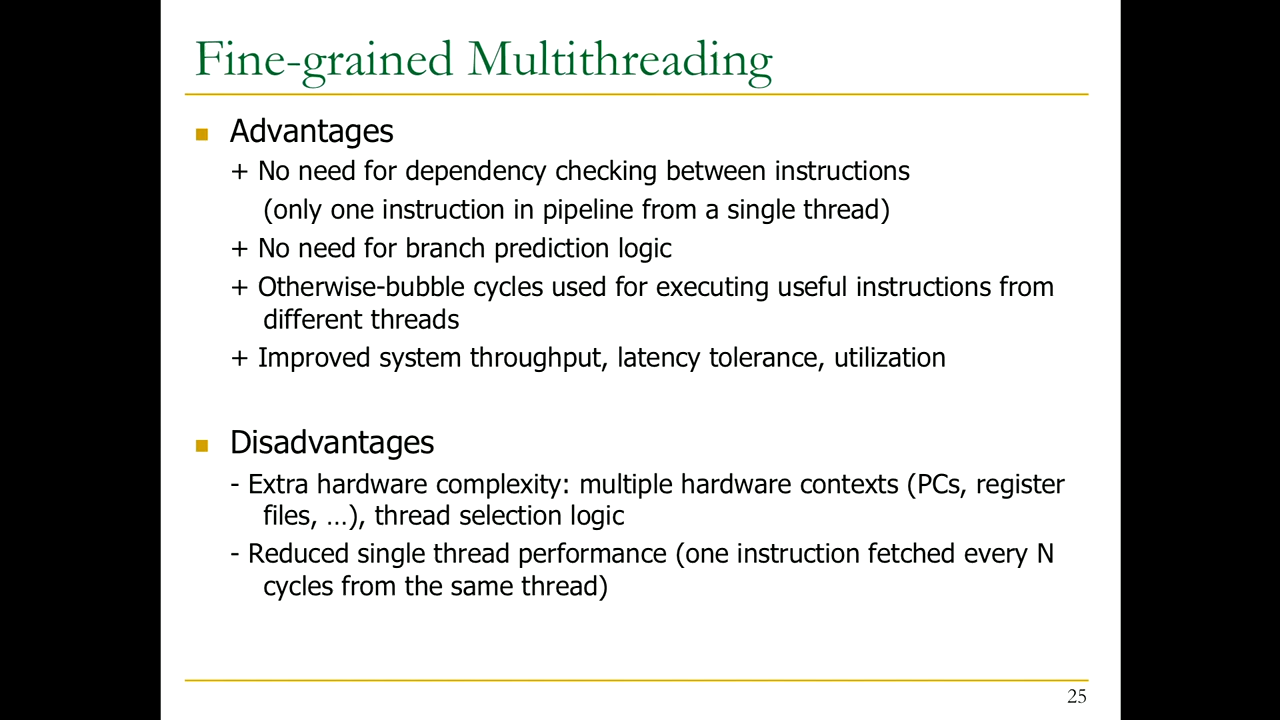 Fine-grained Multithreading
Advantages
+ No need for dependency checking between instructions
(only one instruction in pipeline from a single thread)
+ No need for branch prediction logic
+ Otherwise-bubble cycles used for executing useful instructions from
different threads
+ Improved system throughput, latency tolerance, utilization
Disadvantages
- Extra hardware complexity: multiple hardware contexts (PCs, register
files, …), thread selection logic
- Reduced single thread performance (one instruction fetched every N
cycles from the same thread)
25